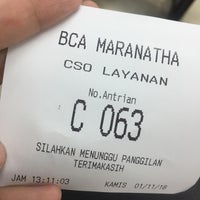 BCA MARANATHA
CSO LAYANAN
No.Antrian
C 063
SILAHKAN MENUNGGU PANGGILAN
TERIMAKASIH
JAM 13:11:03 KAMIS 01/11/18